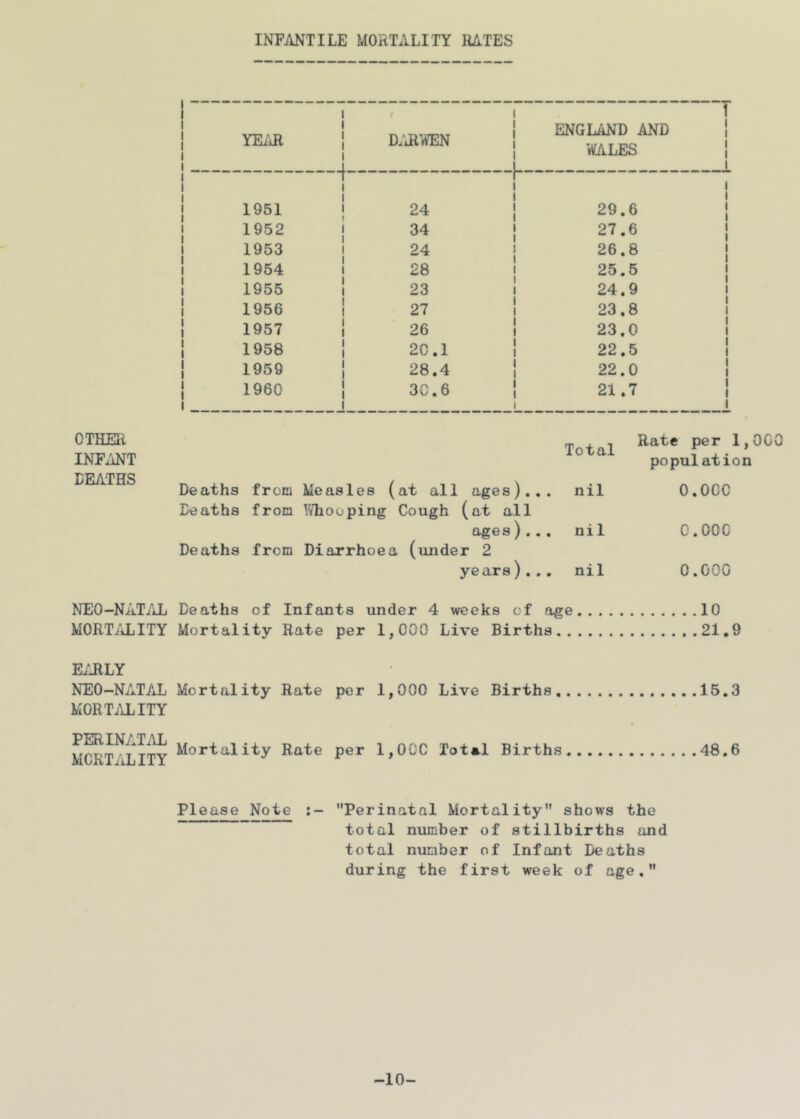 INFANTILE MORTALITY RATES
YEAR DARWEN ENGLAND AND
WALES
1951 24 29.6
1952 34 27.6
1953 24 26.8
1954 28 25.5
1955 23 24.9
1956 27 23.8
1957 26 23.0
1958 20.1 22.5
1959 28.4 22.0
1960 30.6 21.7
OTHER
INFANT
DEATHS
Total Rate per 1,000
population
Deaths from Measles (at all ages)... nil 0.000
Deaths from Whooping Cough (at all
ages)... nil 0.000
Deaths from Diarrhoea (under 2
years)... nil 0.000
NEO-NATAL Deaths of Infants under 4 weeks of age.............10
MORTALITY Mortality Rate per 1,000 Live Births...............21.9
EARLY
NEO-NATAL Mortality Rate per 1,000 Live Births...............15.3
MORTALITY
PERINATAL
MORTALITY Mortality Rate per 1,000 Total Births..............48.6
Please Note :- "Perinatal Mortality" shows the
total number of stillbirths and
total number of Infant Deaths
during the first week of age."
-10-